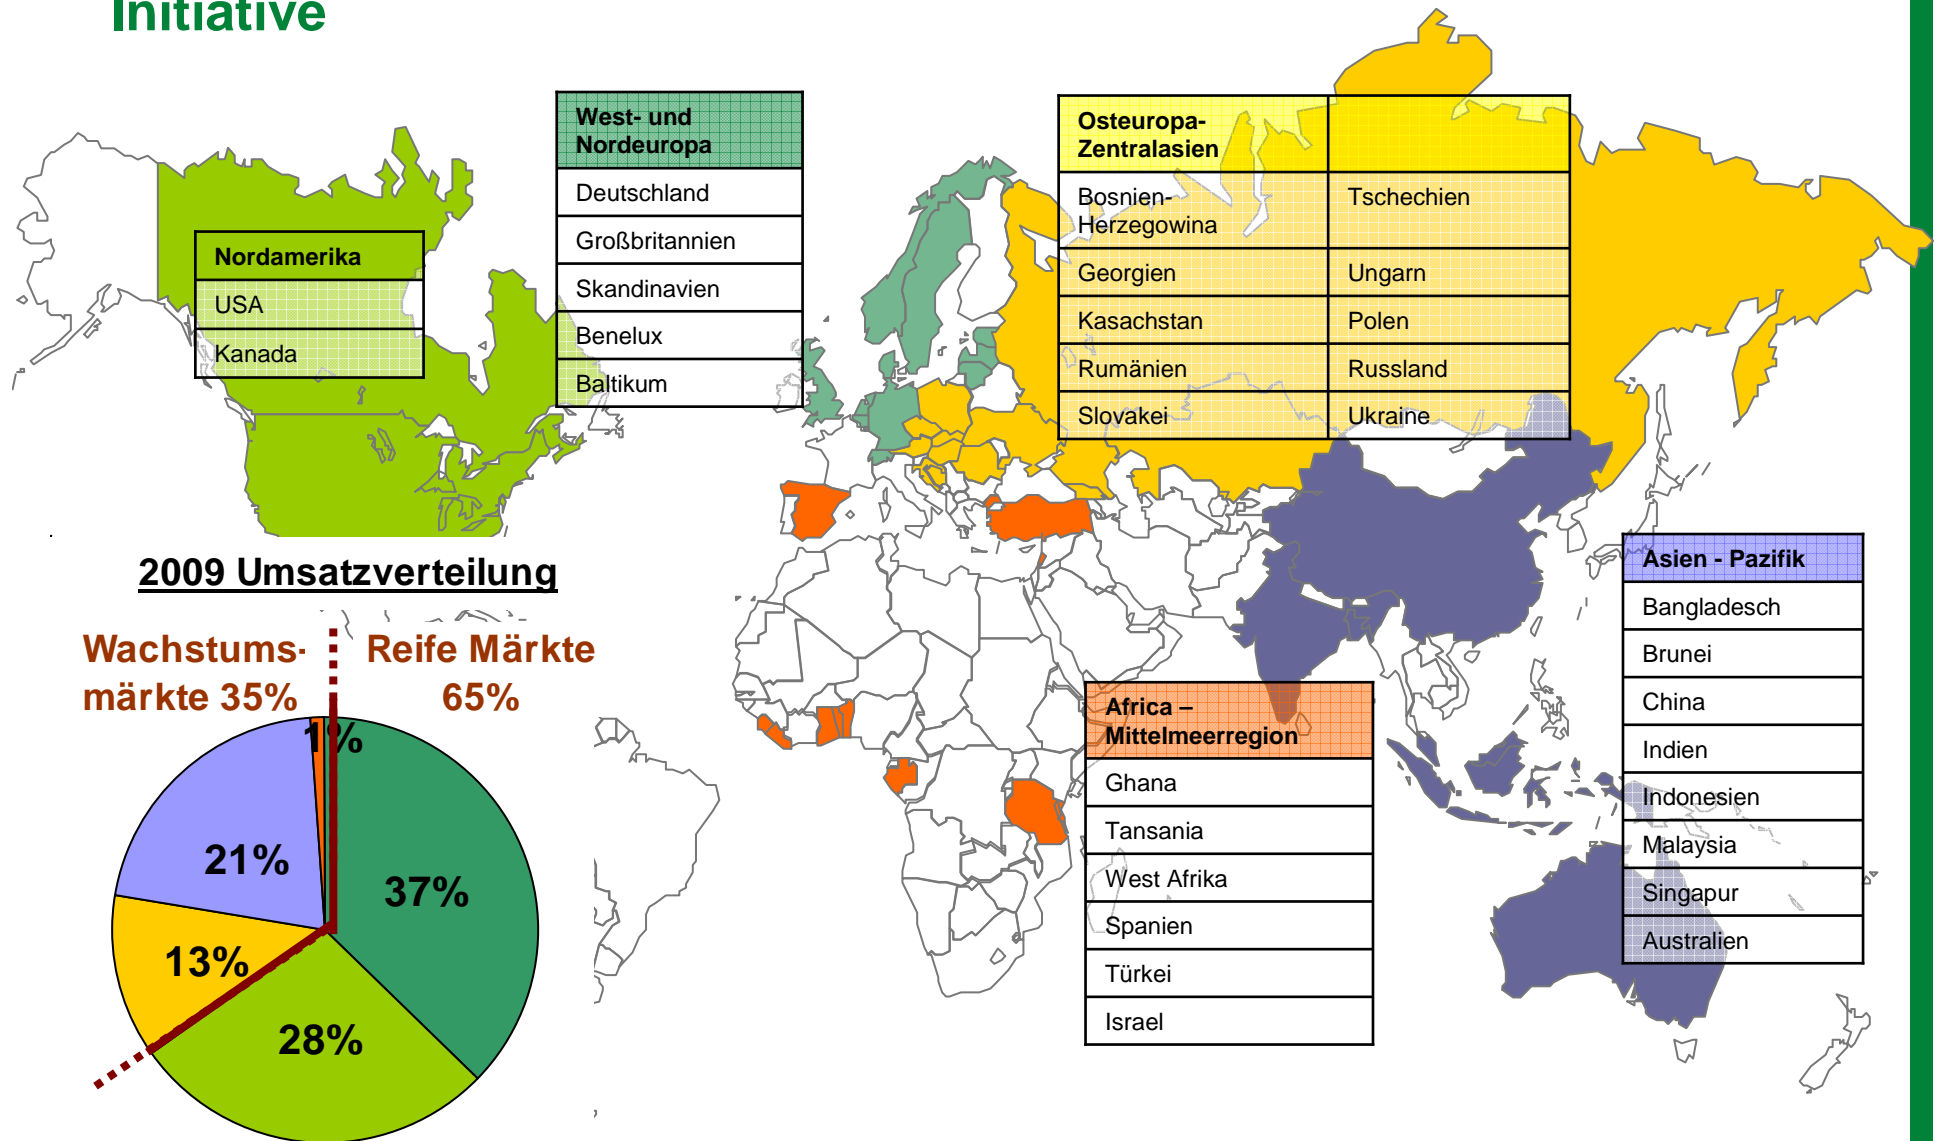 Initiative
West- und
Nordeuropa
Deutschland
Großbritannien
Skandinavien
Benelux
Baltikum
Osteuropa-
Zentralasien
Bosnien-
Herzegowina
Tschechien
Georgien
Ungarn
Kasachstan
Polen
Rumänien
Russland
Slovakei
Ukraine
Nordamerika
USA
Kanada
2009 Umsatzverteilung
Wachstums-
märkte 35%
Reife Märkte
65%
1%
21%
37%
13%
28%
Africa –
Mittelmeerregion
Ghana
Tansania
West Afrika
Spanien
Türkei
Israel
Asien - Pazifik
Bangladesch
Brunei
China
Indien
Indonesien
Malaysia
Singapur
Australien